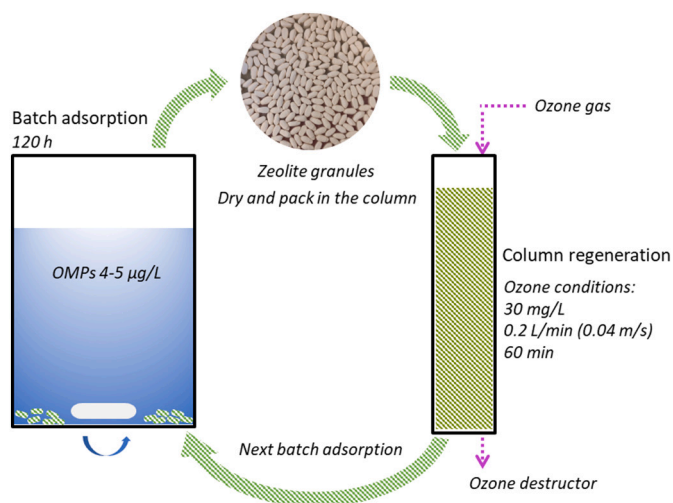 Batch adsorption
120 h
OMPs 4-5 µg/L
Zeolite granules
Dry and pack in the column
Ozone gas
Column regeneration
Ozone conditions:
30 mg/L
0.2 L/min (0.04 m/s)
60 min
Next batch adsorption
Ozone destructor